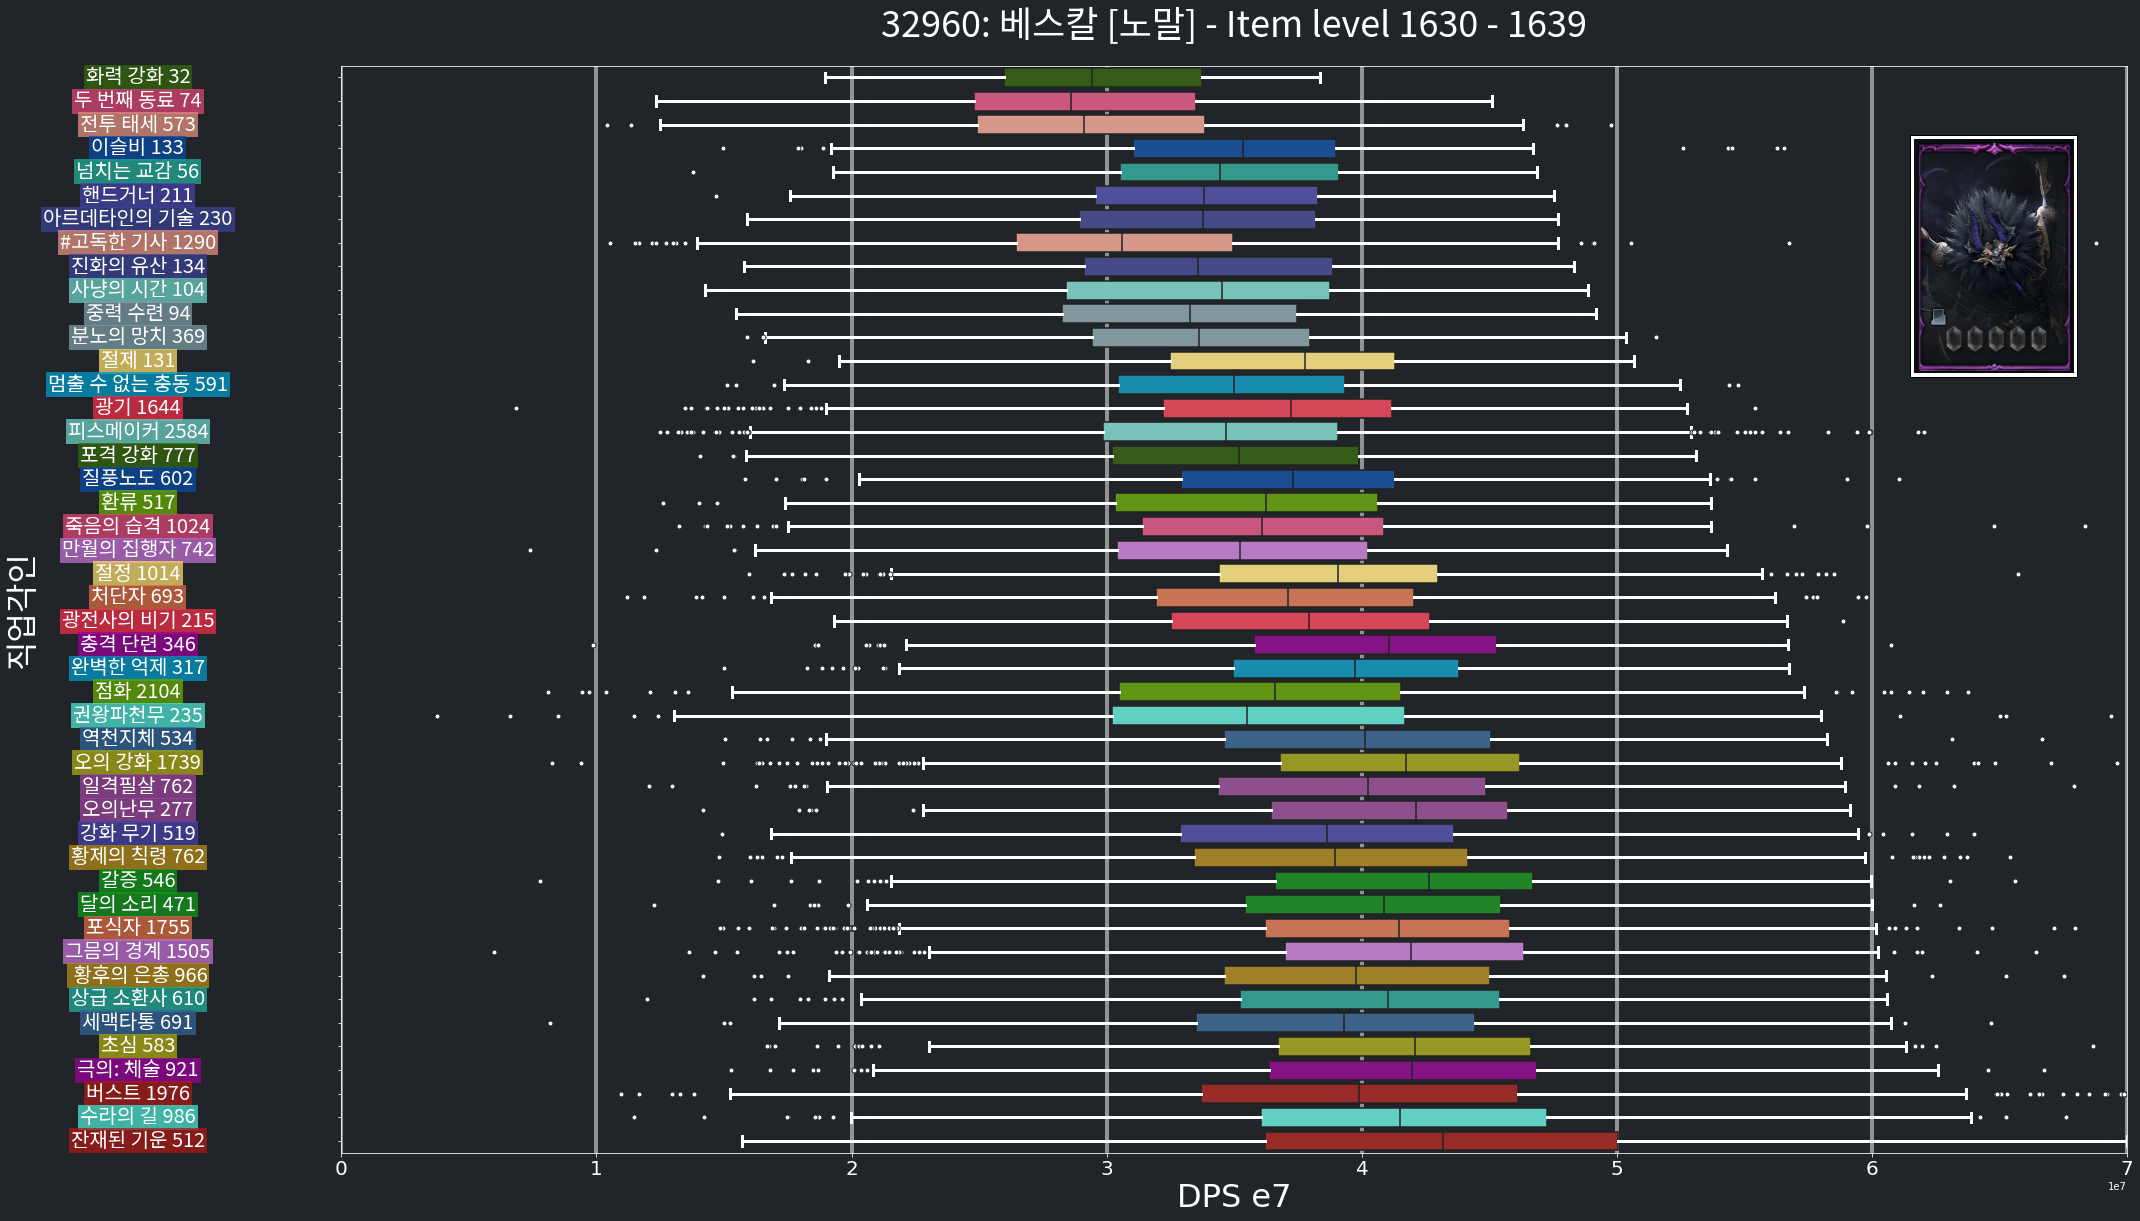 32960: 베스칼 [노말] - Item level 1630 - 1639
직업각인
화력 강화 32
두 번째 동료 74
전투 태세 573
이슬비 133
넘치는 교감 56
핸드거너 211
아르데타인의 기술 230
#고독한 기사 1290
진화의 유산 134
사냥의 시간 104
중력 수련 94
분노의 망치 369
절제 131
멈출 수 없는 충동 591
광기 1644
피스메이커 2584
포격 강화 777
질풍노도 602
환류 517
죽음의 습격 1024
만월의 집행자 742
절정 1014
처단자 693
광전사의 비기 215
충격 단련 346
완벽한 억제 317
점화 2104
권왕파천무 235
역천지체 534
오의 강화 1739
일격필살 762
오의난무 277
강화 무기 519
황제의 칙령 762
갈증 546
달의 소리 471
포식자 1755
그믐의 경계 1505
황후의 은총 966
상급 소환사 610
세맥타통 691
초심 583
극의: 체술 921
버스트 1976
수라의 길 986
잔재된 기운 512
0 1 2 3 4 5 6 7
1e7
DPS e7